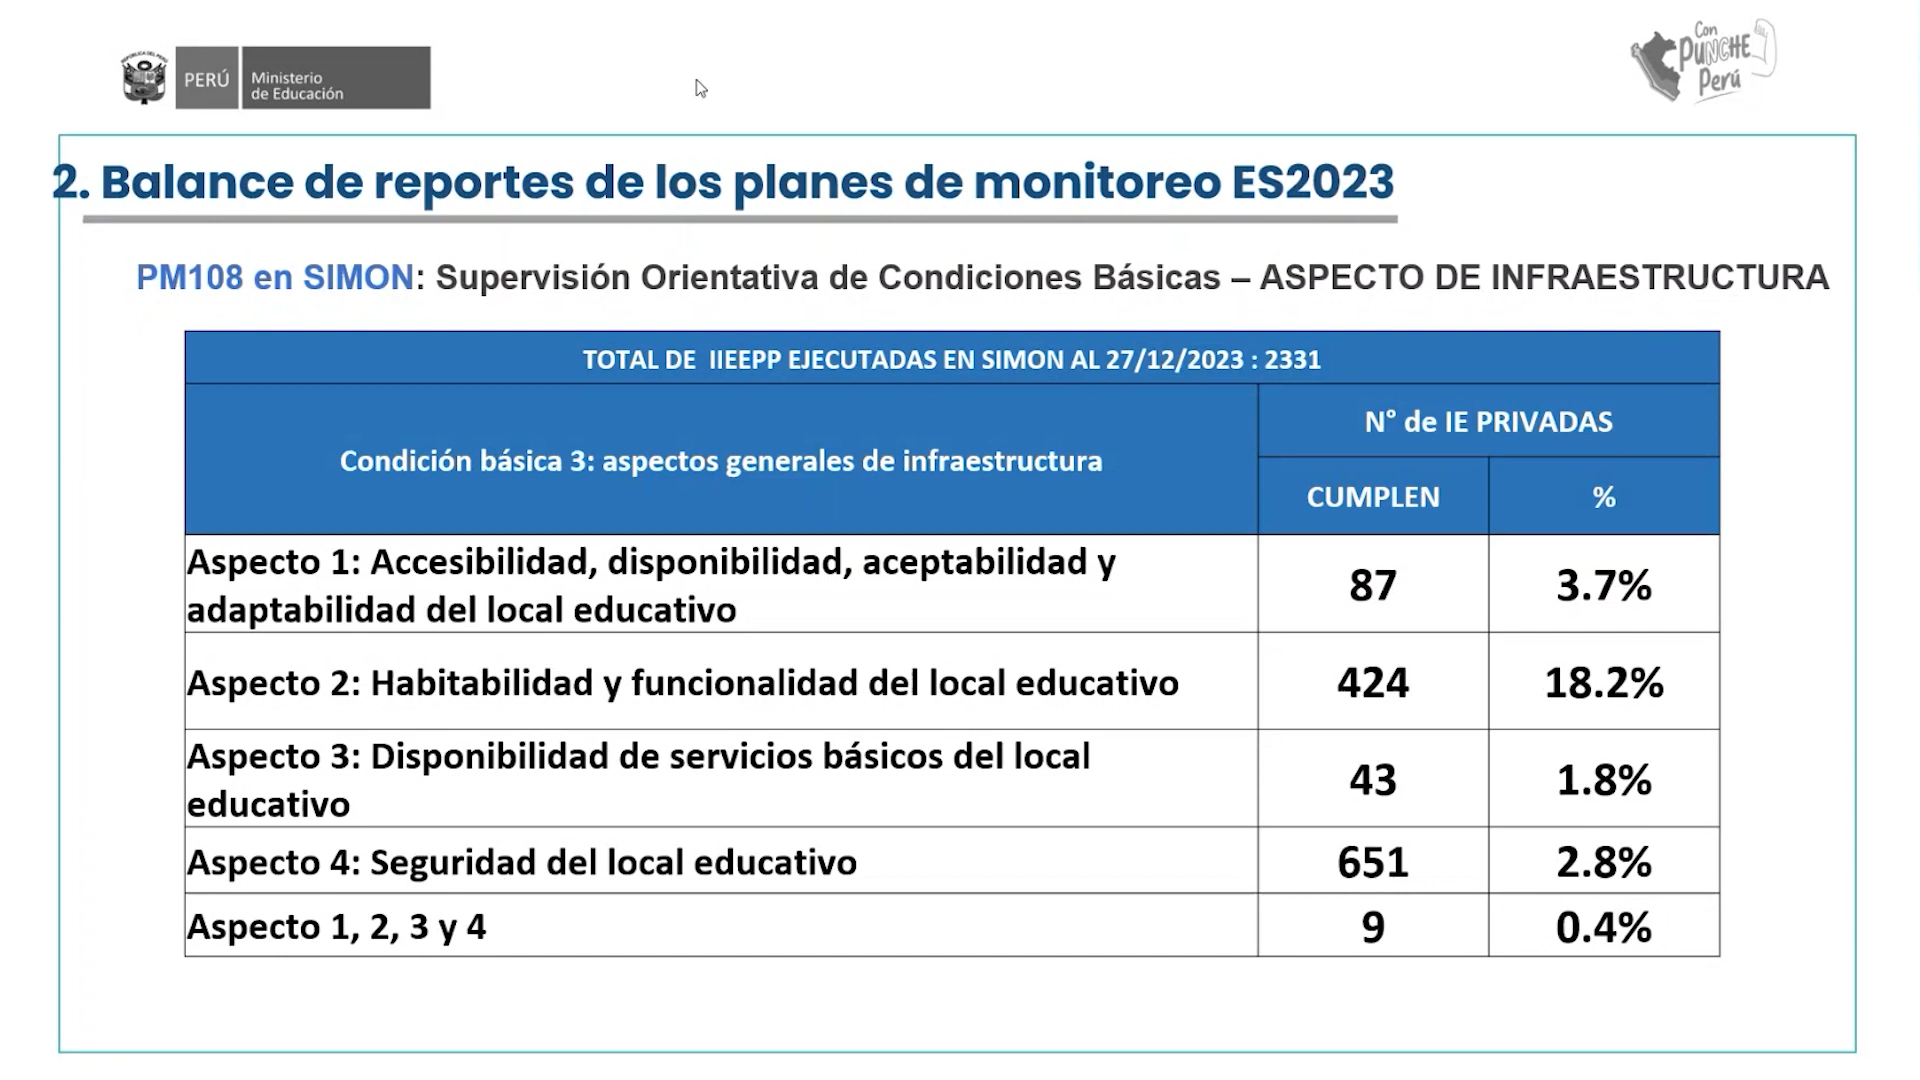 PERÚ
Ministerio
de Educación
Con
PUNCHE
Perú
2. Balance de reportes de los planes de monitoreo ES2023
PM108 en SIMON: Supervisión Orientativa de Condiciones Básicas – ASPECTO DE INFRAESTRUCTURA
TOTAL DE IIEEPP EJECUTADAS EN SIMON AL 27/12/2023 : 2331
Condición básica 3: aspectos generales de infraestructura
N° de IE PRIVADAS
CUMPLEN
%
Aspecto 1: Accesibilidad, disponibilidad, aceptabilidad y
adaptabilidad del local educativo
87
3.7%
Aspecto 2: Habitabilidad y funcionalidad del local educativo
424
18.2%
Aspecto 3: Disponibilidad de servicios básicos del local
educativo
43
1.8%
Aspecto 4: Seguridad del local educativo
651
2.8%
Aspecto 1, 2, 3 y 4
9
0.4%